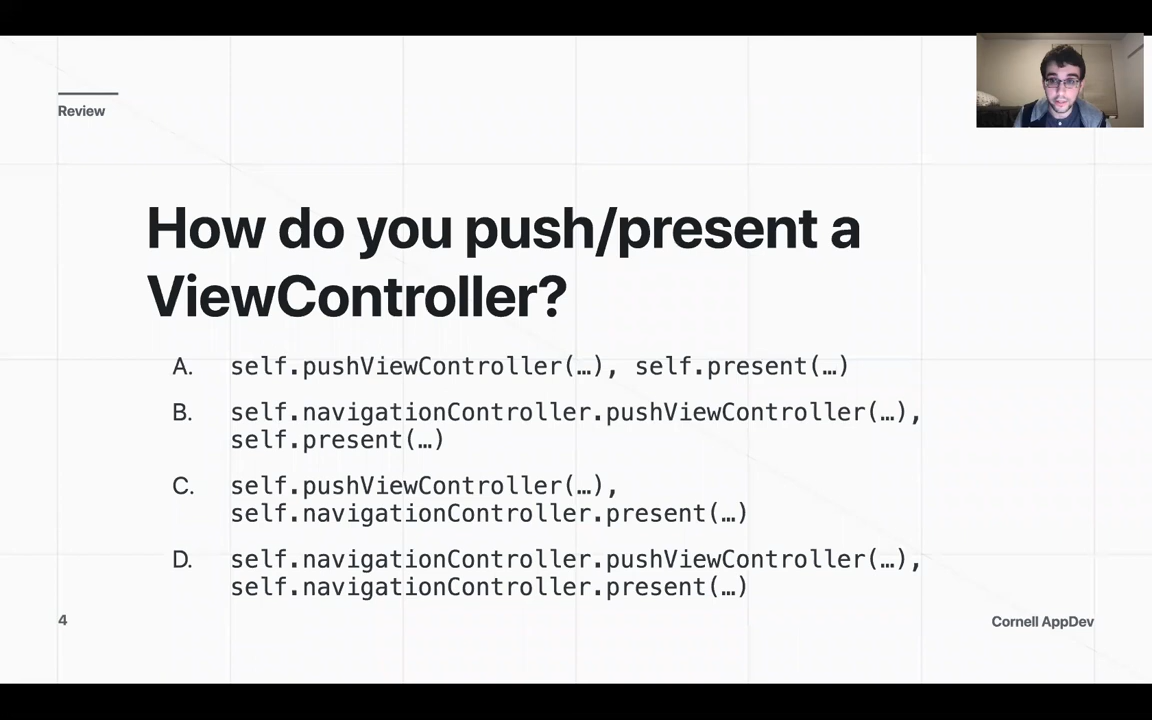 Review
How do you push/present a
ViewController?
A. self.pushViewController(…), self.present(…)
B. self.navigationController.pushViewController(…),
self.present(…)
C. self.pushViewController(…),
self.navigationController.present(…)
D. self.navigationController.pushViewController(…),
self.navigationController.present(…)
4
Cornell AppDev